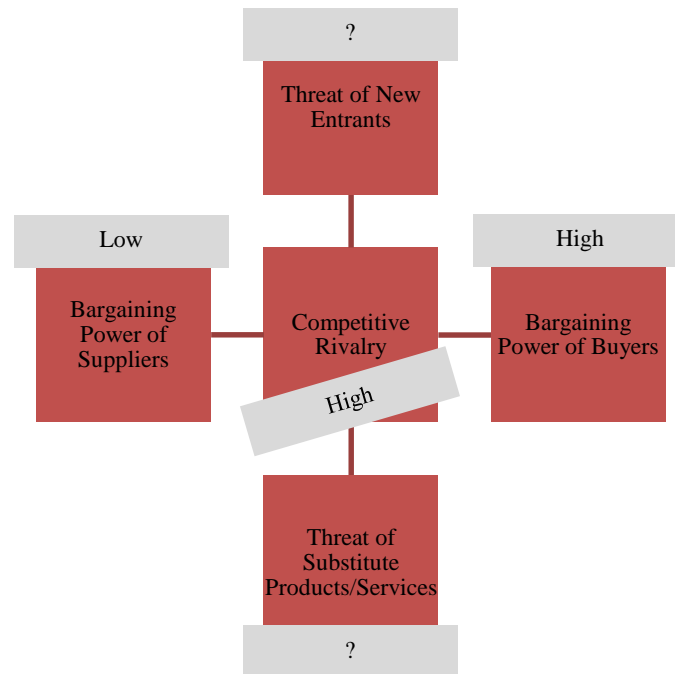 ?
Threat of New
Entrants
Low
High
Bargaining
Power of
Suppliers
Competitive
Rivalry
Bargaining
Power of Buyers
High
Threat of
Substitute
Products/Services
?